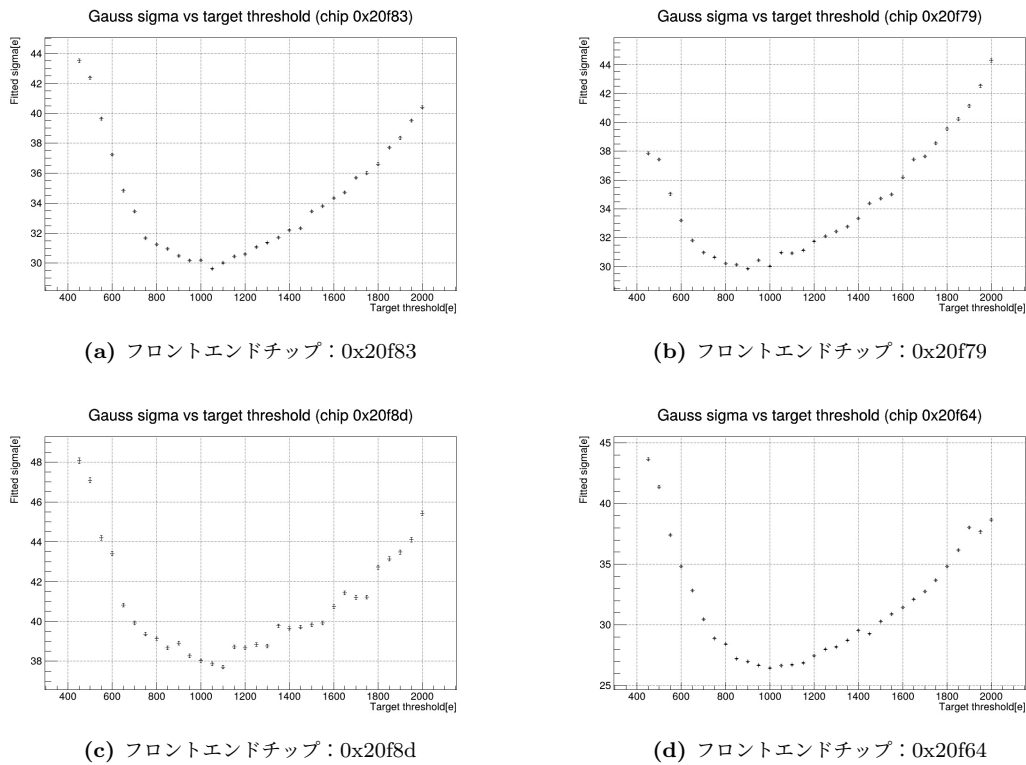 Gauss sigma vs target threshold (chip 0x20f83)
Fitted sigma[e]
44
42
40
38
36
34
32
30
400 600 800 1000 1200 1400 1600 1800 2000
Target threshold[e]
(a) フロントエンドチップ：0x20f83
Gauss sigma vs target threshold (chip 0x20f79)
Fitted sigma[e]
44
42
40
38
36
34
32
30
400 600 800 1000 1200 1400 1600 1800 2000
Target threshold[e]
(b) フロントエンドチップ：0x20f79
Gauss sigma vs target threshold (chip 0x20f8d)
Fitted sigma[e]
48
46
44
42
40
38
400 600 800 1000 1200 1400 1600 1800 2000
Target threshold[e]
(c) フロントエンドチップ：0x20f8d
Gauss sigma vs target threshold (chip 0x20f64)
Fitted sigma[e]
45
40
35
30
25
400 600 800 1000 1200 1400 1600 1800 2000
Target threshold[e]
(d) フロントエンドチップ：0x20f64